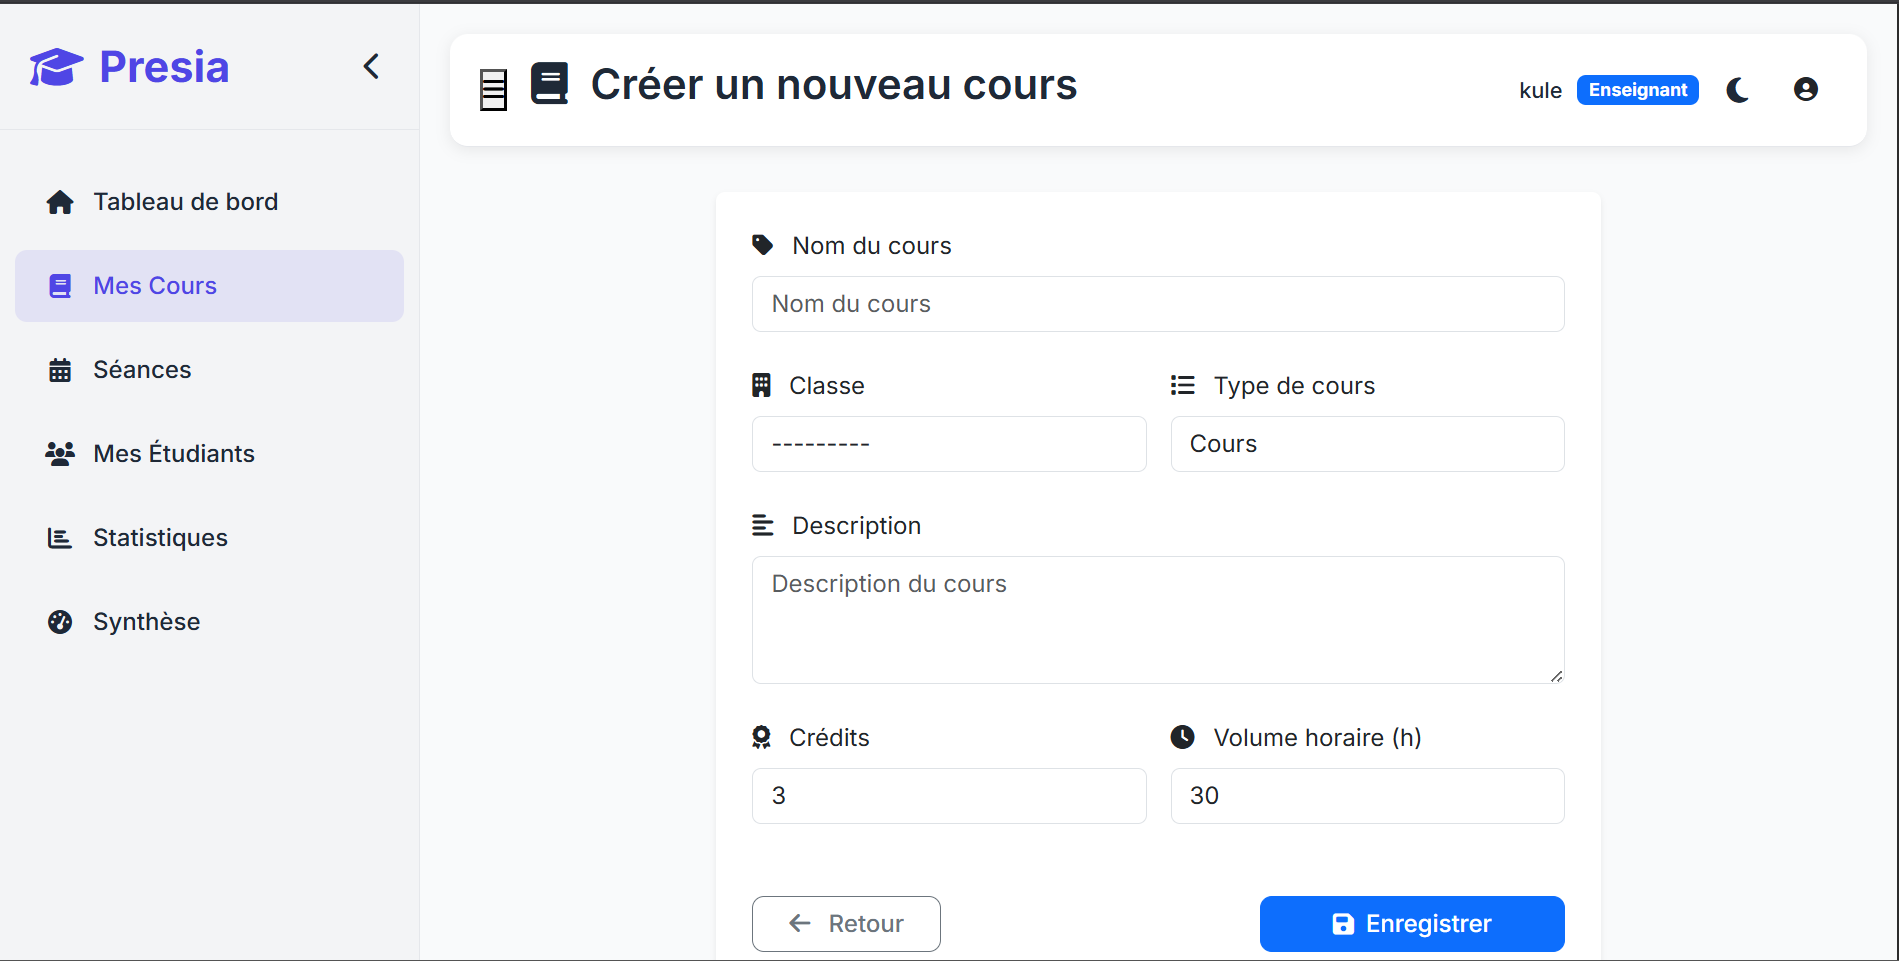 Presia
Créer un nouveau cours
kule Enseignant
Tableau de bord
Mes Cours
Séances
Mes Étudiants
Statistiques
Synthèse
Nom du cours
Nom du cours
Classe
Type de cours
---------
Cours
Description
Description du cours
Crédits
Volume horaire (h)
3
30
Retour
Enregistrer